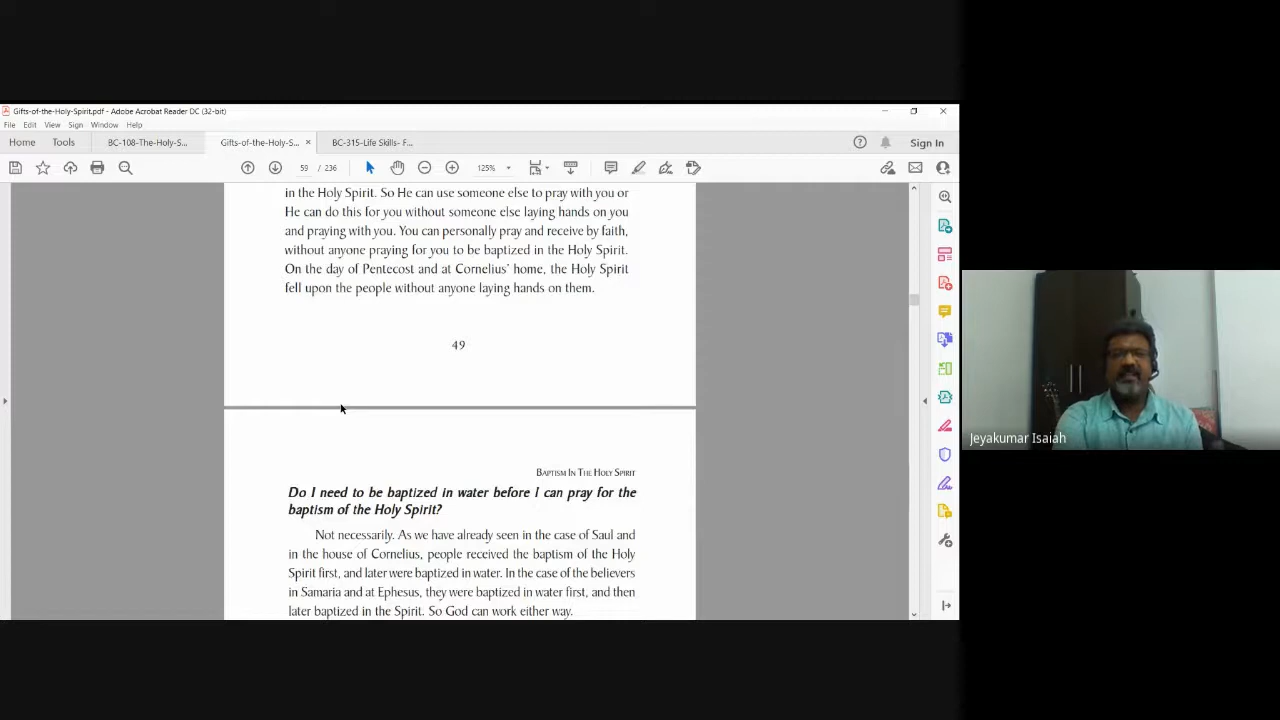 Gifts-of-the-Holy-Spirit.pdf - Adobe Acrobat Reader DC (32-bit)
File Edit View Sign Window Help
Home Tools BC-108-The-Holy-S... Gifts-of-the-Holy-S... × BC-315-Life Skills- F... Sign In
59 / 236 125%
in the Holy Spirit. So He can use someone else to pray with you or
He can do this for you without someone else laying hands on you
and praying with you. You can personally pray and receive by faith,
without anyone praying for you to be baptized in the Holy Spirit.
On the day of Pentecost and at Cornelius' home, the Holy Spirit
fell upon the people without anyone laying hands on them.
49
Baptism In The Holy Spirit
Do I need to be baptized in water before I can pray for the
baptism of the Holy Spirit?
Not necessarily. As we have already seen in the case of Saul and
in the house of Cornelius, people received the baptism of the Holy
Spirit first, and later were baptized in water. In the case of the believers
in Samaria and at Ephesus, they were baptized in water first, and then
later baptized in the Spirit. So God can work either way.
Jeyakumar Isaiah